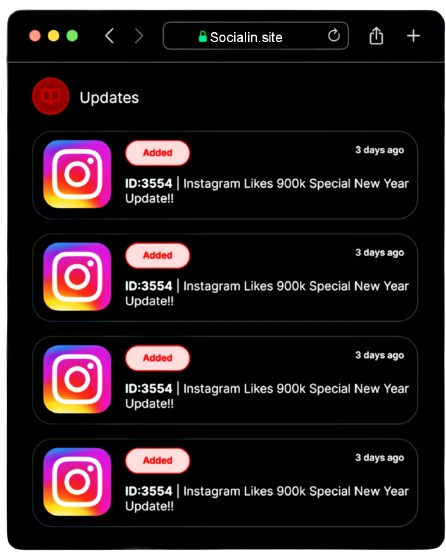 Socialin.site
Updates
Added
3 days ago
ID:3554 | Instagram Likes 900k Special New Year
Update!!
Added
3 days ago
ID:3554 | Instagram Likes 900k Special New Year
Update!!
Added
3 days ago
ID:3554 | Instagram Likes 900k Special New Year
Update!!
Added
3 days ago
ID:3554 | Instagram Likes 900k Special New Year
Update!!